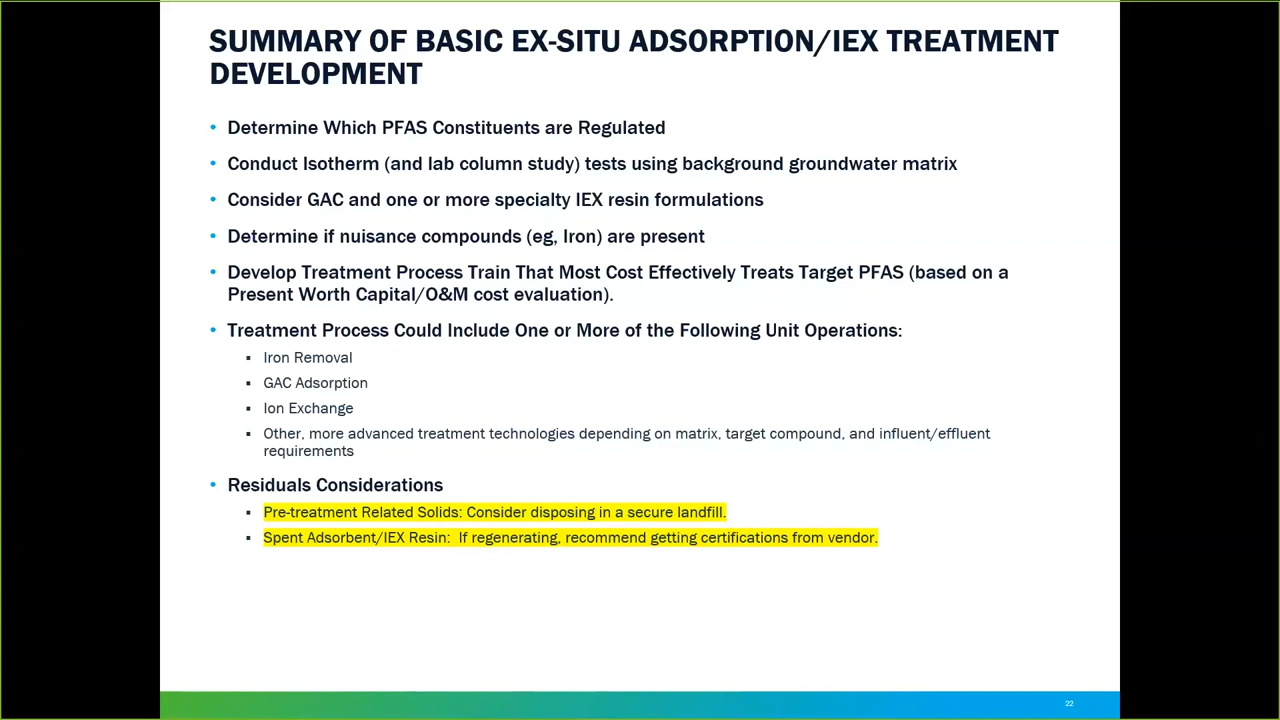 SUMMARY OF BASIC EX-SITU ADSORPTION/IEX TREATMENT
DEVELOPMENT
• Determine Which PFAS Constituents are Regulated
• Conduct Isotherm (and lab column study) tests using background groundwater matrix
• Consider GAC and one or more specialty IEX resin formulations
• Determine if nuisance compounds (eg, Iron) are present
• Develop Treatment Process Train That Most Cost Effectively Treats Target PFAS (based on a
Present Worth Capital/O&M cost evaluation).
• Treatment Process Could Include One or More of the Following Unit Operations:
▪ Iron Removal
▪ GAC Adsorption
▪ Ion Exchange
▪ Other, more advanced treatment technologies depending on matrix, target compound, and influent/effluent
requirements
• Residuals Considerations
▪ Pre-treatment Related Solids: Consider disposing in a secure landfill.
▪ Spent Adsorbent/IEX Resin:  If regenerating, recommend getting certifications from vendor.
22